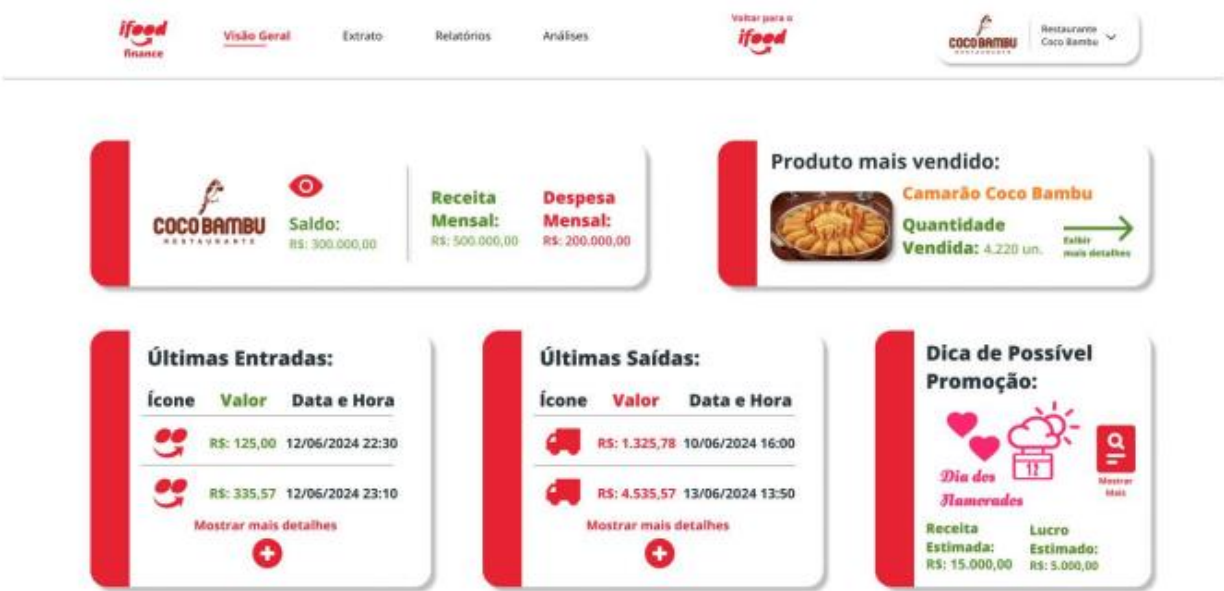 ifood
finance
Visão Geral
Extrato
Relatórios
Análises
Voltar para o
ifood
COCO BAMBU
RESTAURANTE
Restaurante
Coco Bambu
COCO BAMBU
RESTAURANTE
Saldo:
R$: 300.000,00
Receita
Mensal:
R$: 500.000,00
Despesa
Mensal:
R$: 200.000,00
Produto mais vendido:
Camarão Coco Bambu
Quantidade
Vendida: 4.220 un.
Exibir
mais detalhes
Últimas Entradas:
Ícone Valor Data e Hora
R$: 125,00 12/06/2024 22:30
R$: 335,57 12/06/2024 23:10
Mostrar mais detalhes
Últimas Saídas:
Ícone Valor Data e Hora
R$: 1.325,78 10/06/2024 16:00
R$: 4.535,57 13/06/2024 13:50
Mostrar mais detalhes
Dica de Possível
Promoção:
12
Dia dos
Namorados
Mostrar
Mais
Receita
Estimada:
R$: 15.000,00
Lucro
Estimado:
R$: 5.000,00